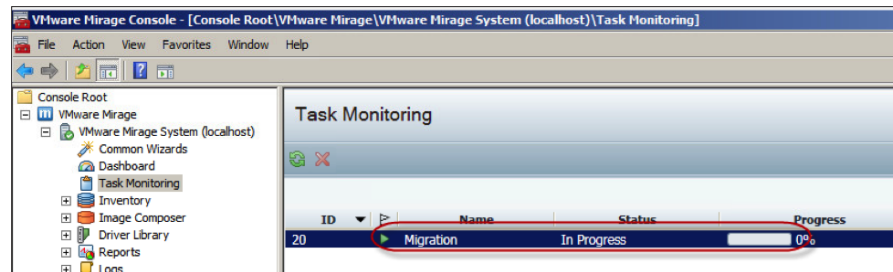 VMware Mirage Console - [Console Root\VMware Mirage\VMware Mirage System (localhost)\Task Monitoring]
File Action View Favorites Window Help
Console Root
VMware Mirage
VMware Mirage System (localhost)
Common Wizards
Dashboard
Task Monitoring
Inventory
Image Composer
Driver Library
Reports
Logs
Task Monitoring
ID Name Status Progress
20 Migration In Progress 0%